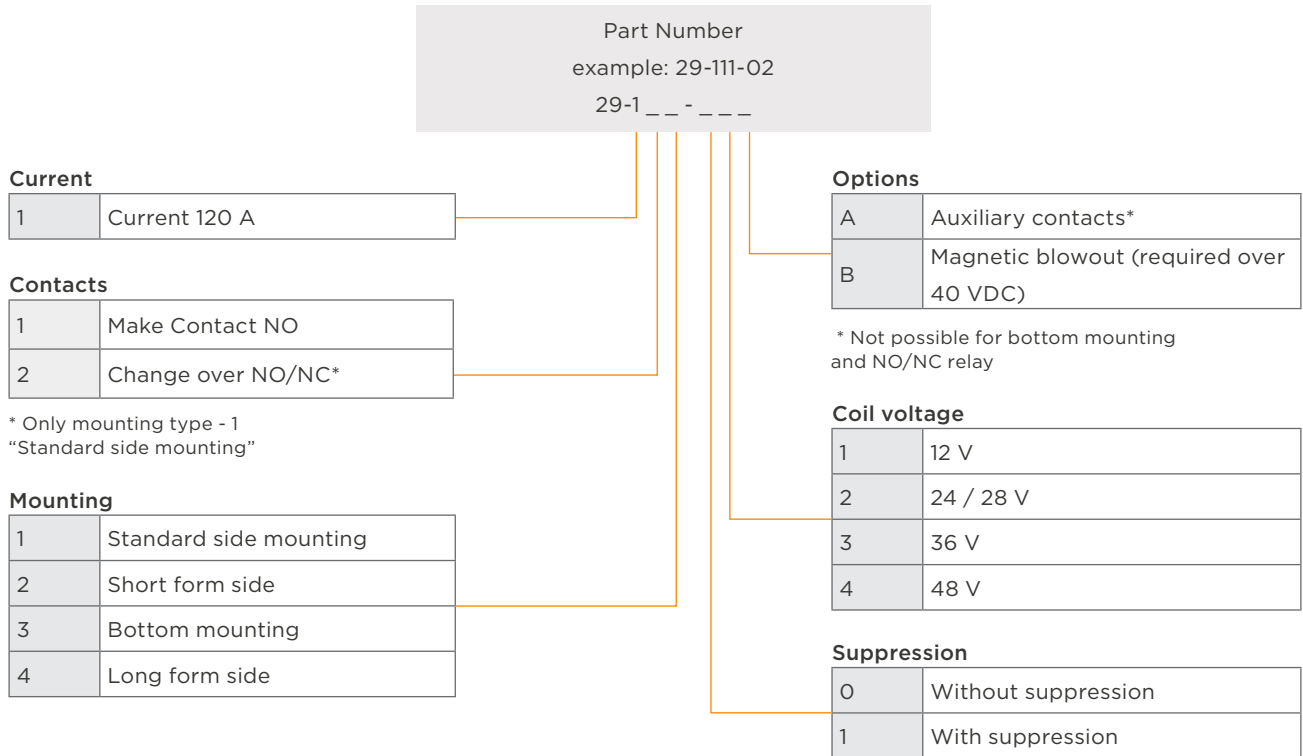 Part Number
example: 29-111-02
29-1 _ _ - _ _ _
Current
1 Current 120 A
Contacts
1 Make Contact NO
2 Change over NO/NC*
* Only mounting type - 1
“Standard side mounting”
Mounting
1 Standard side mounting
2 Short form side
3 Bottom mounting
4 Long form side
Options
A Auxiliary contacts*
B Magnetic blowout (required over
40 VDC)
* Not possible for bottom mounting
and NO/NC relay
Coil voltage
1 12 V
2 24 / 28 V
3 36 V
4 48 V
Suppression
0 Without suppression
1 With suppression